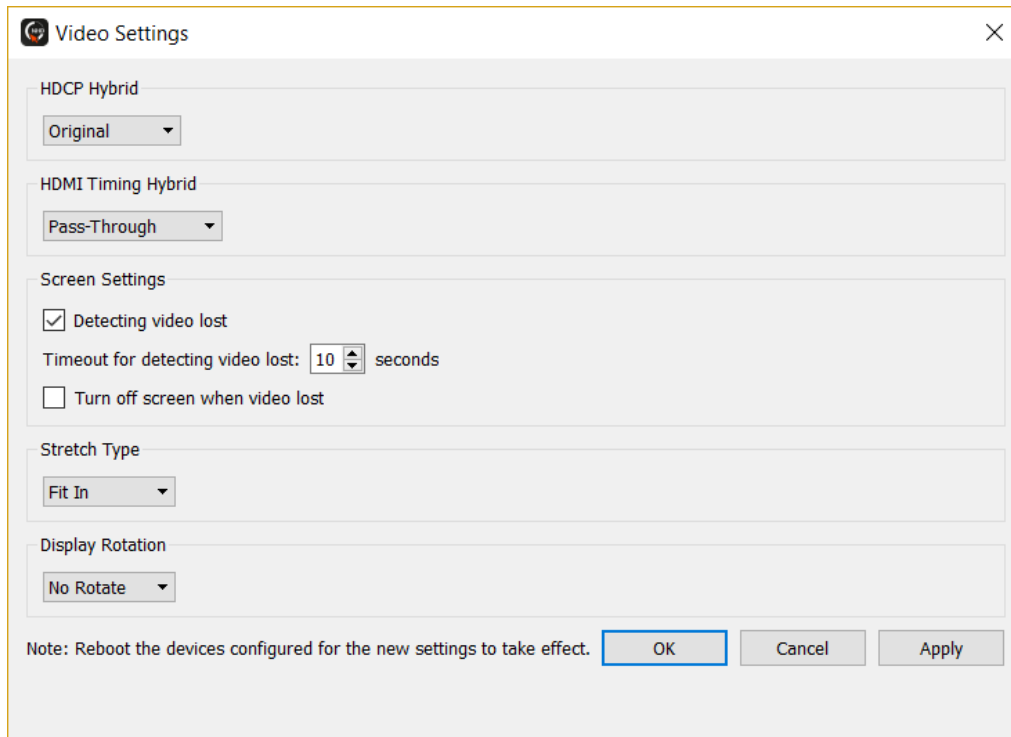 Video Settings
HDCP Hybrid
Original
HDMI Timing Hybrid
Pass-Through
Screen Settings
Detecting video lost
Timeout for detecting video lost: 10 seconds
Turn off screen when video lost
Stretch Type
Fit In
Display Rotation
No Rotate
Note: Reboot the devices configured for the new settings to take effect. OK Cancel Apply